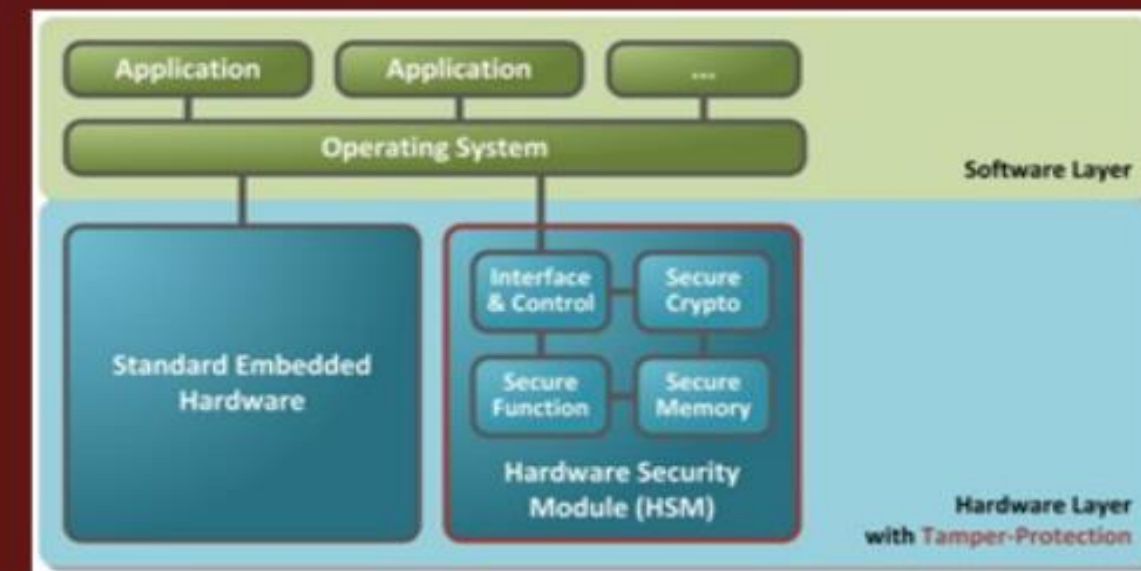 Application
Application
...
Operating System
Software Layer
Standard Embedded
Hardware
Interface
& Control
Secure
Crypto
Secure
Function
Secure
Memory
Hardware Security
Module (HSM)
Hardware Layer
with Tamper-Protection